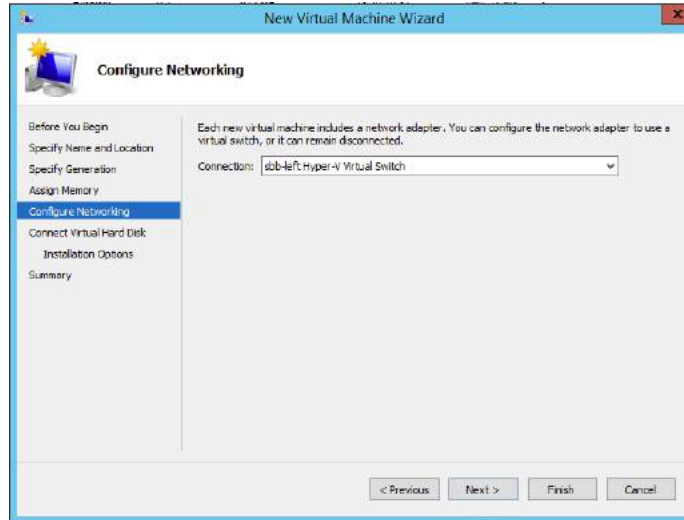 New Virtual Machine Wizard
x
Configure Networking
Before You Begin
Specify Name and Location
Specify Generation
Assign Memory
Configure Networking
Connect Virtual Hard Disk
Installation Options
Summary
Each new virtual machine includes a network adapter. You can configure the network adapter to use a
virtual switch, or it can remain disconnected.
Connection: sbb-left Hyper-V Virtual Switch
< Previous Next > Finish Cancel